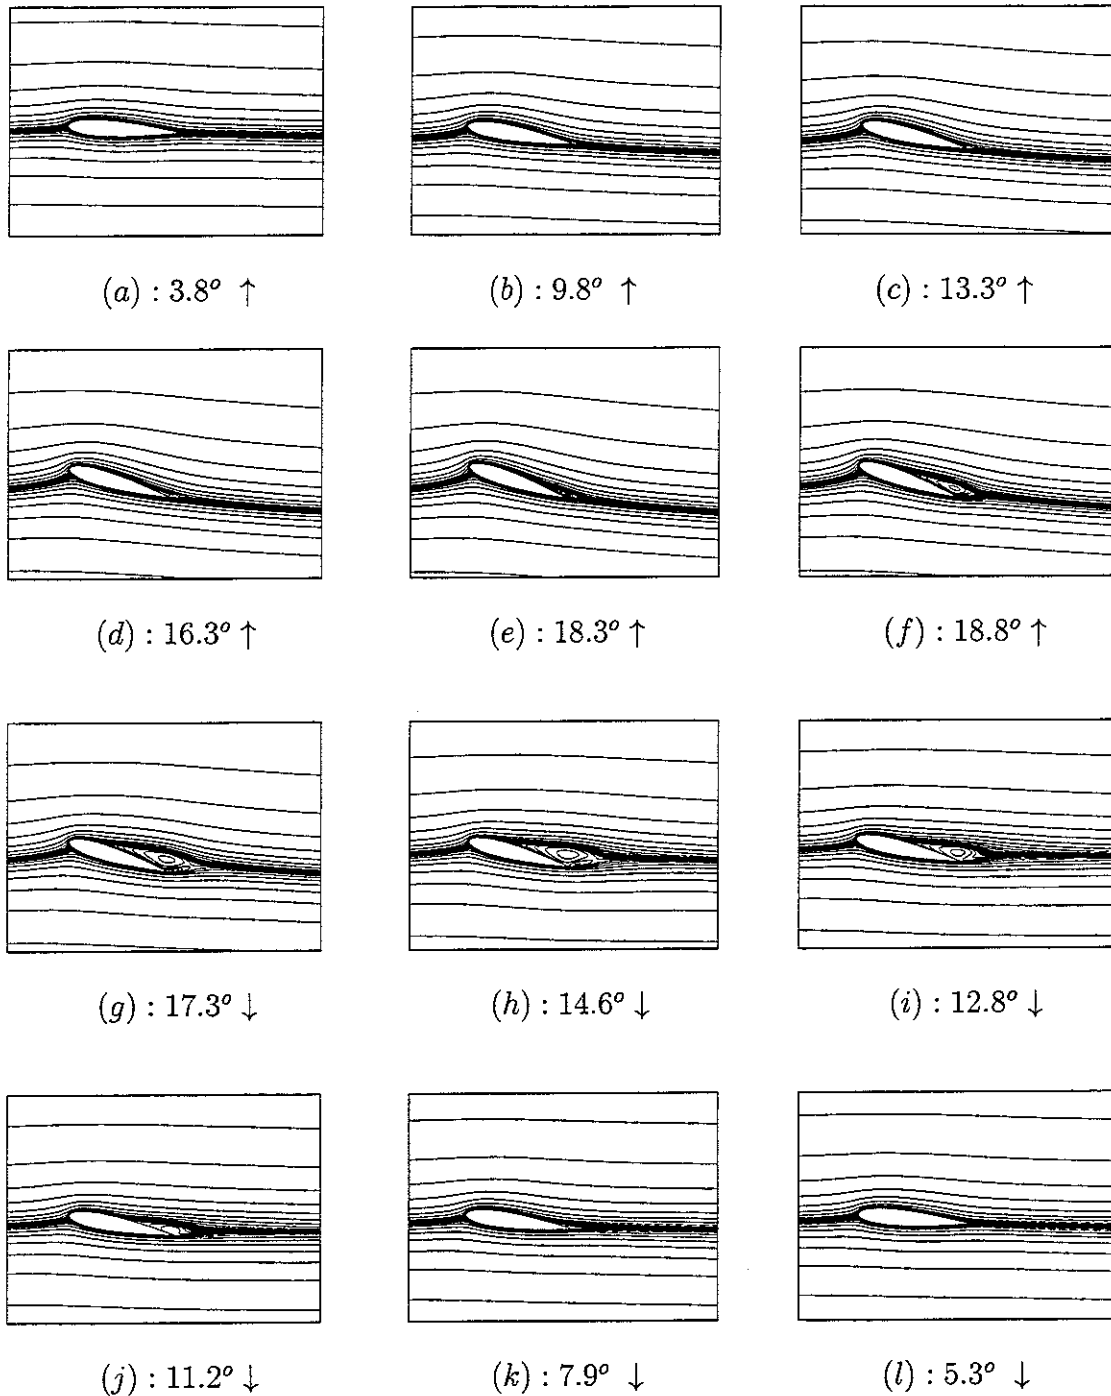 (a) : 3.8° ↑ (b) : 9.8° ↑ (c) : 13.3° ↑
(d) : 16.3° ↑ (e) : 18.3° ↑ (f) : 18.8° ↑
(g) : 17.3° ↓ (h) : 14.6° ↓ (i) : 12.8° ↓
(j) : 11.2° ↓ (k) : 7.9° ↓ (l) : 5.3° ↓